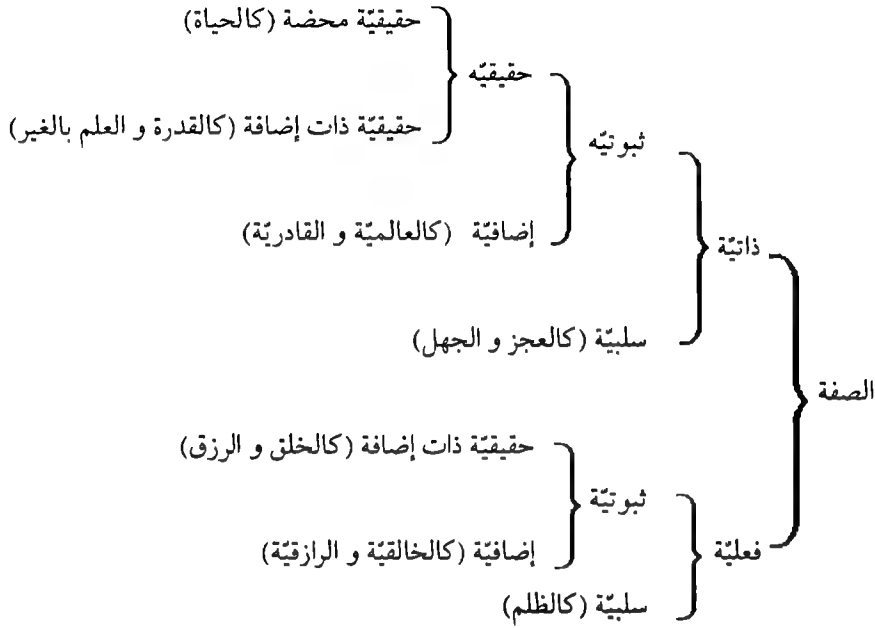 حقيقيّة محضة (كالحياة)
حقيقيّه
حقيقيّة ذات إضافة (كالقدرة و العلم بالغير)
ثبوتيّه
إضافيّة (كالعالميّة و القادريّة)
ذاتيّة
سلبيّة (كالعجز و الجهل)
الصفة
حقيقيّة ذات إضافة (كالخلق و الرزق)
ثبوتيّة
إضافيّة (كالخالقيّة و الرازقيّة)
فعليّة
سلبيّة (كالظلم)